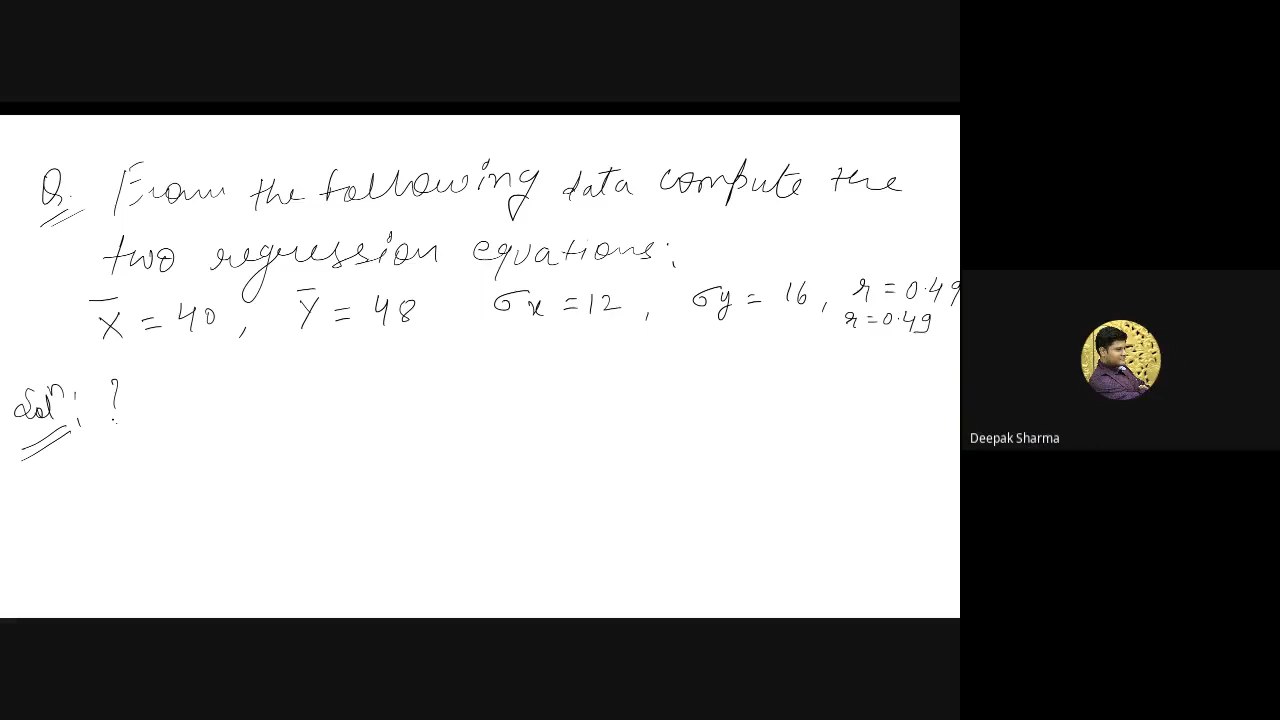 Q. From the following data compute the
two regression equations:
X̄ = 40, Ȳ = 48 σx = 12, σy = 16, r = 0.49
r = 0.49
Solⁿ: ?
Deepak Sharma